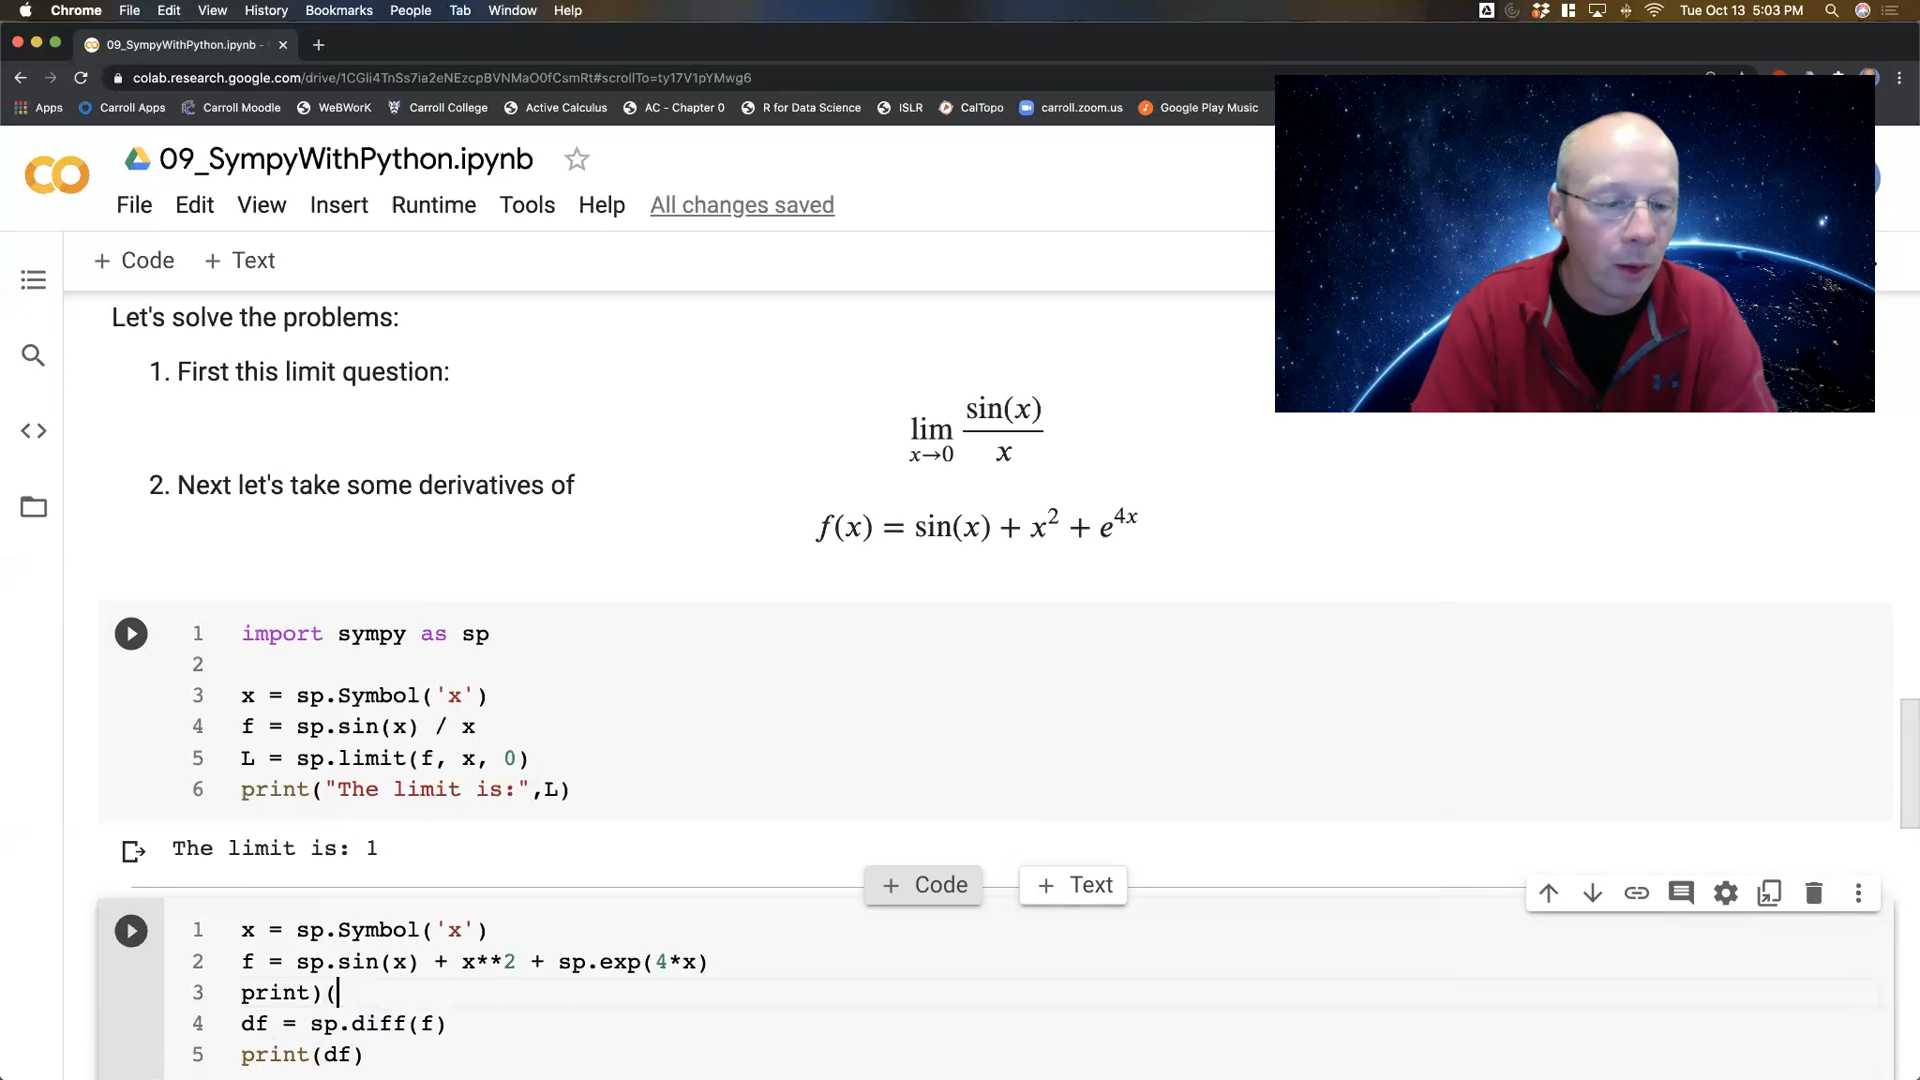 Chrome File Edit View History Bookmarks People Tab Window Help Tue Oct 13 5:03 PM
09_SympyWithPython.ipynb -
colab.research.google.com/drive/1CGli4TnSs7ia2eNEzcpBVNMaO0fCsmRt#scrollTo=ty17V1pYMwg6
Apps Carroll Apps Carroll Moodle WeBWorK Carroll College Active Calculus AC - Chapter 0 R for Data Science ISLR CalTopo carroll.zoom.us Google Play Music
CO
09_SympyWithPython.ipynb
File Edit View Insert Runtime Tools Help All changes saved
+ Code + Text
Let's solve the problems:
1. First this limit question:
lim x→0 sin(x)/x
2. Next let's take some derivatives of
f(x) = sin(x) + x² + e⁴ˣ
1 import sympy as sp
2
3 x = sp.Symbol('x')
4 f = sp.sin(x) / x
5 L = sp.limit(f, x, 0)
6 print("The limit is:",L)
The limit is: 1
+ Code + Text
1 x = sp.Symbol('x')
2 f = sp.sin(x) + x**2 + sp.exp(4*x)
3 print)(
4 df = sp.diff(f)
5 print(df)